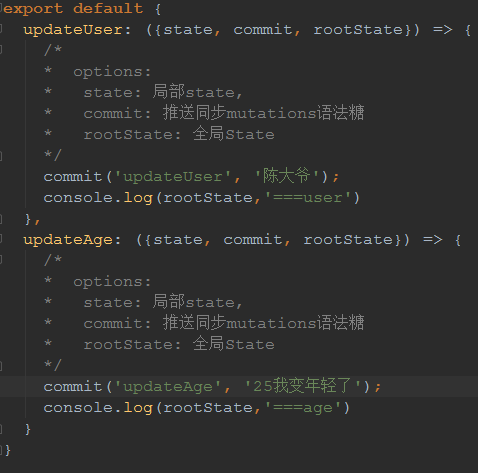 export default {
  updateUser: ({state, commit, rootState}) => {
    /*
    *  options:
    *   state: 局部state,
    *   commit: 推送同步mutations语法糖
    *   rootState: 全局State
    */
    commit('updateUser', '陈大爷');
    console.log(rootState,'===user')
  },
  updateAge: ({state, commit, rootState}) => {
    /*
    *  options:
    *   state: 局部state,
    *   commit: 推送同步mutations语法糖
    *   rootState: 全局State
    */
    commit('updateAge', '25我变年轻了');
    console.log(rootState,'===age')
  }
}